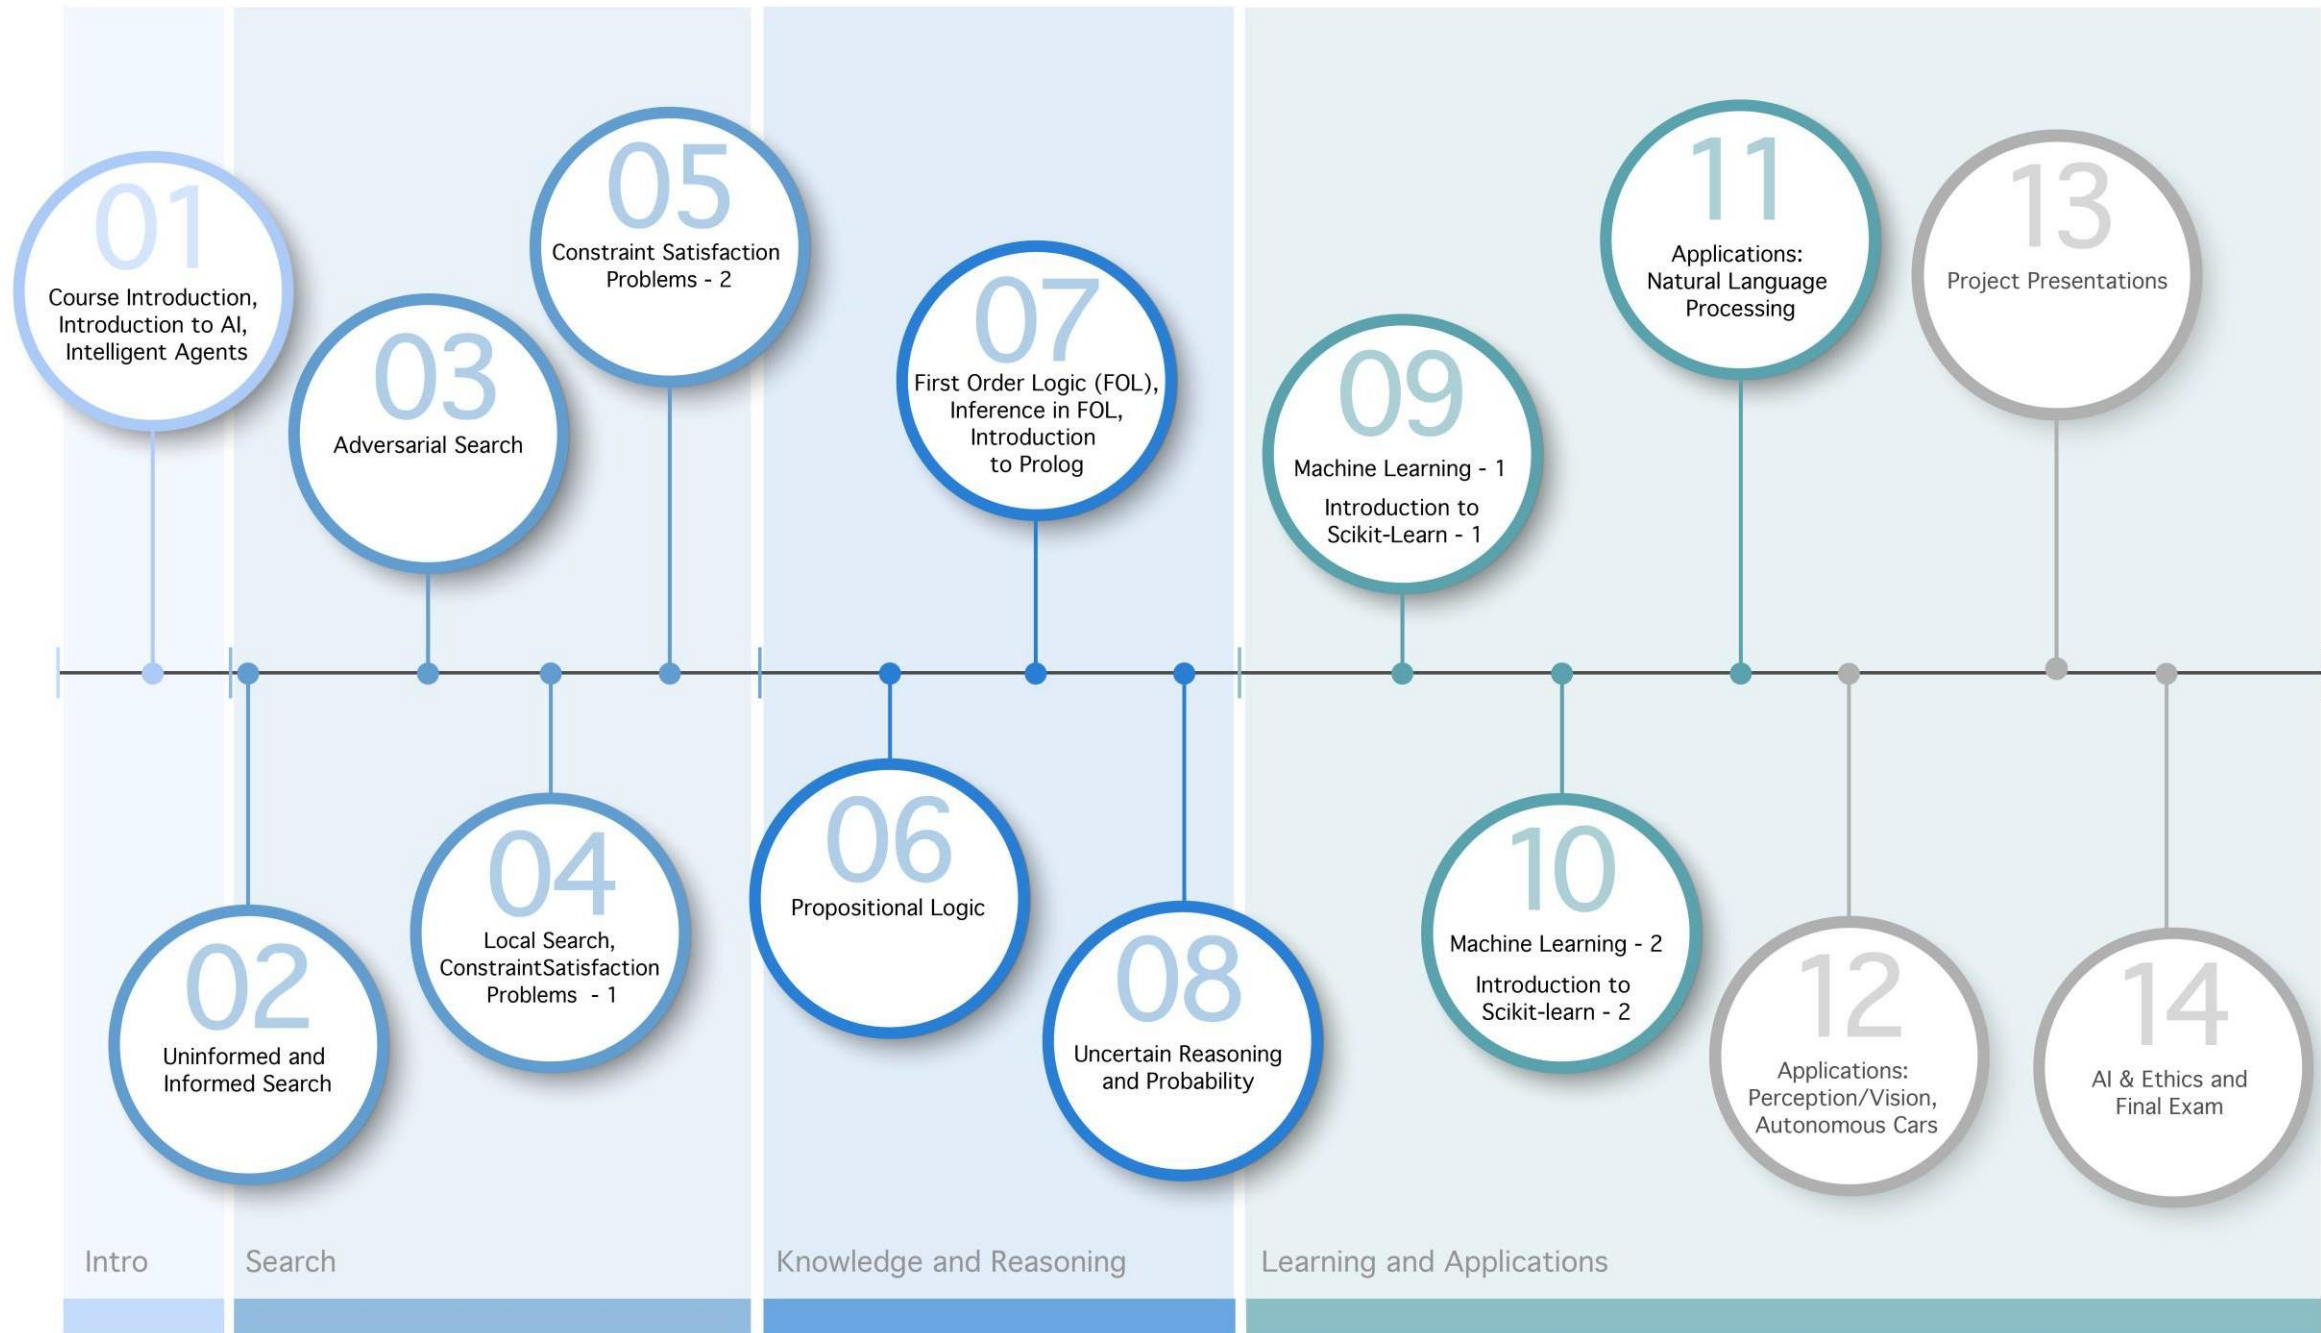 01
Course Introduction,
Introduction to AI,
Intelligent Agents
02
Uninformed and
Informed Search
03
Adversarial Search
04
Local Search,
ConstraintSatisfaction
Problems - 1
05
Constraint Satisfaction
Problems - 2
06
Propositional Logic
07
First Order Logic (FOL),
Inference in FOL,
Introduction
to Prolog
08
Uncertain Reasoning
and Probability
09
Machine Learning - 1
Introduction to
Scikit-Learn - 1
10
Machine Learning - 2
Introduction to
Scikit-learn - 2
11
Applications:
Natural Language
Processing
12
Applications:
Perception/Vision,
Autonomous Cars
13
Project Presentations
14
AI & Ethics and
Final Exam
Intro
Search
Knowledge and Reasoning
Learning and Applications